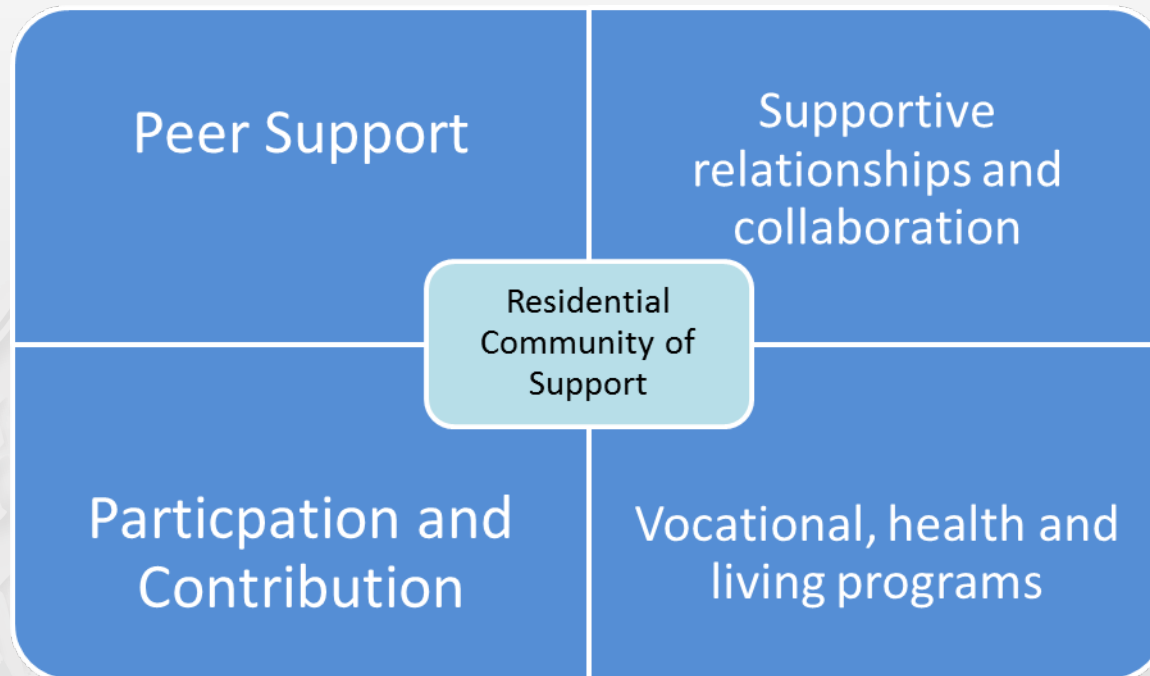 Peer Support
Supportive
relationships and
collaboration
Residential
Community of
Support
Particpation and
Contribution
Vocational, health and
living programs